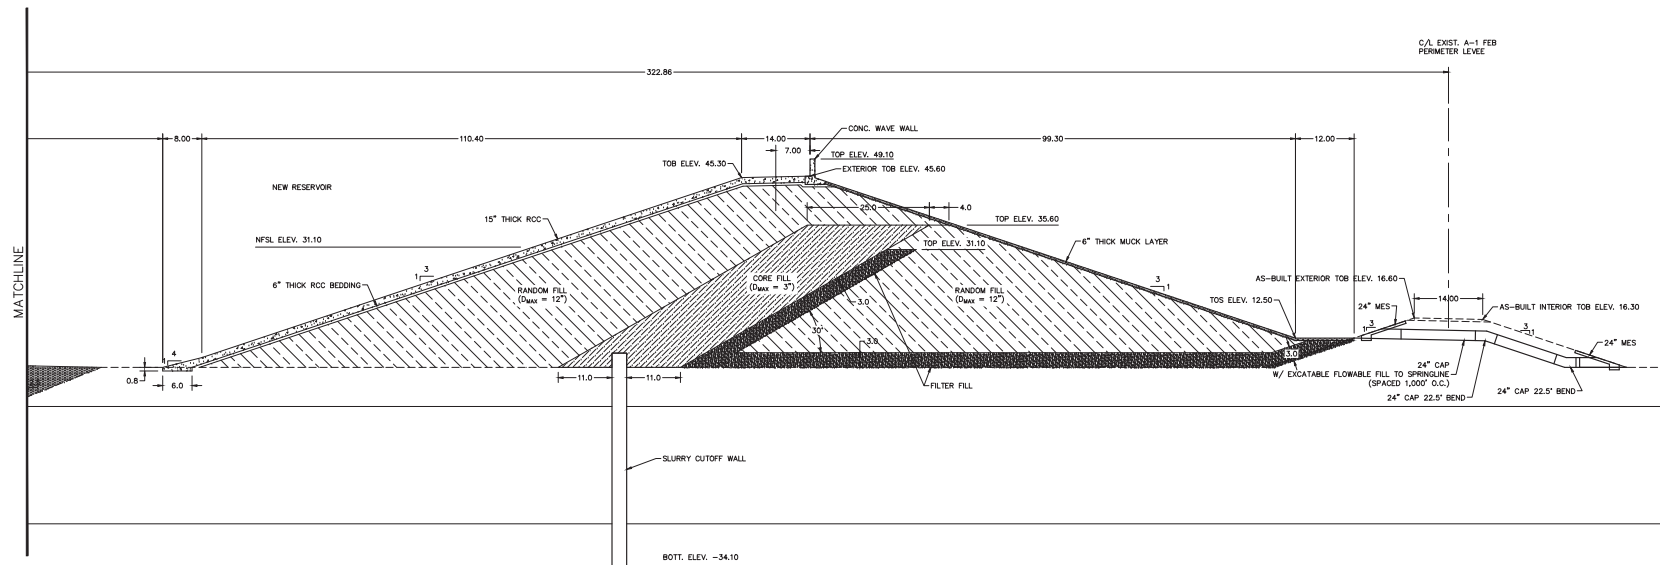 C/L EXIST. A-1 FEB
PERIMETER LEVEE
322.86
8.00
110.40
14.00
99.30
12.00
7.00
CONC. WAVE WALL
TOP ELEV. 49.10
TOB ELEV. 45.30
EXTERIOR TOB ELEV. 45.60
NEW RESERVOIR
25.0
4.0
15" THICK RCC
TOP ELEV. 35.60
NFSL ELEV. 31.10
TOP ELEV. 31.10
6" THICK MUCK LAYER
MATCHLINE
3
1
6" THICK RCC BEDDING
CORE FILL
(DMAX = 3")
RANDOM FILL
(DMAX = 12")
RANDOM FILL
(DMAX = 12")
3
1
AS-BUILT EXTERIOR TOB ELEV. 16.60
3.0
TOS ELEV. 12.50
14.00
24" MES
AS-BUILT INTERIOR TOB ELEV. 16.30
30°
3
1
3
1
3.0
3.0
24" MES
4
1
0.8
6.0
11.0
11.0
FILTER FILL
24" CAP
W/ EXCATABLE FLOWABLE FILL TO SPRINGLINE
(SPACED 1,000' O.C.)
24" CAP 22.5° BEND
24" CAP 22.5° BEND
SLURRY CUTOFF WALL
BOTT. ELEV. -34.10